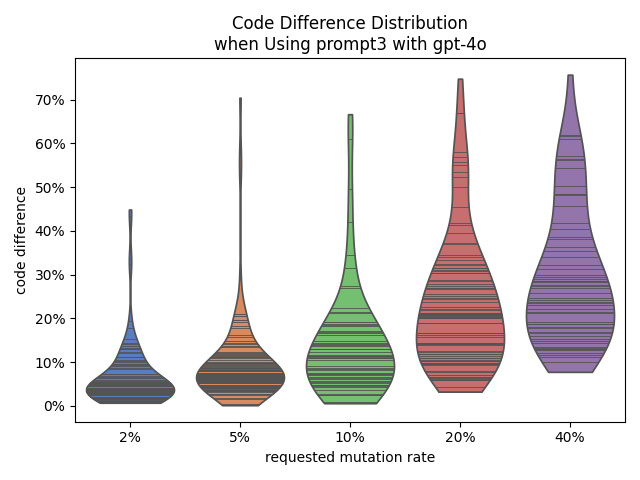 Code Difference Distribution
when Using prompt3 with gpt-4o
70%
60%
50%
40%
30%
20%
10%
0%
code difference
2% 5% 10% 20% 40%
requested mutation rate